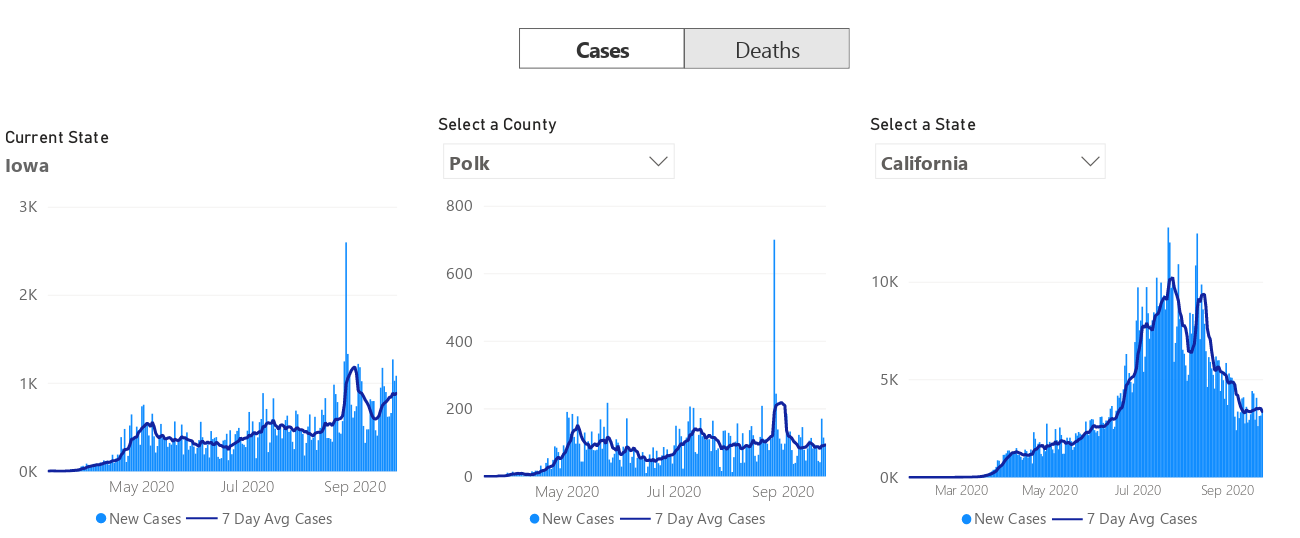 Cases Deaths
Current State
Iowa
3K
2K
1K
0K
May 2020 Jul 2020 Sep 2020
New Cases 7 Day Avg Cases
Select a County
Polk
800
600
400
200
0
May 2020 Jul 2020 Sep 2020
New Cases 7 Day Avg Cases
Select a State
California
10K
5K
0K
Mar 2020 May 2020 Jul 2020 Sep 2020
New Cases 7 Day Avg Cases